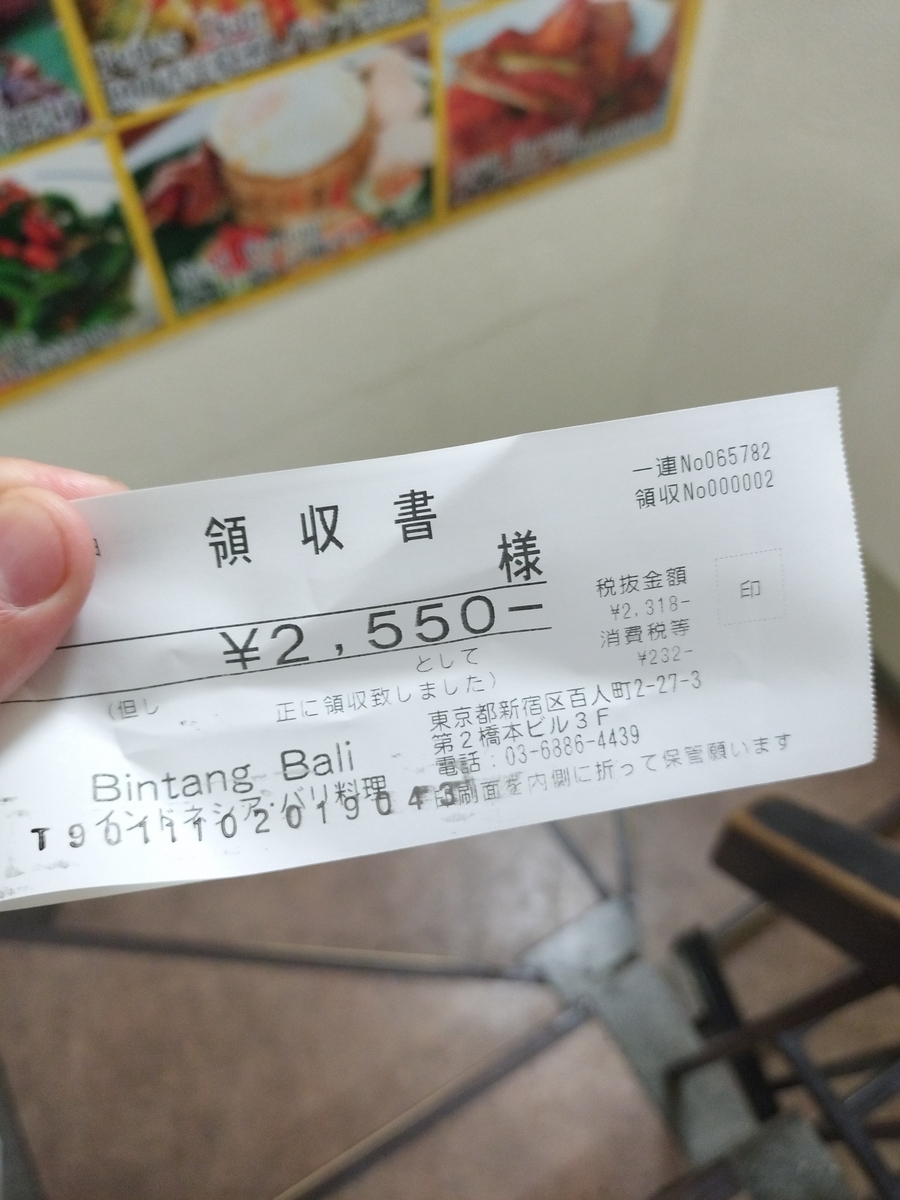 一連No065782
領収No000002
領収書
様
¥2,550-
税抜金額
¥2,318-
消費税等
¥232-
印
(但し
として
正に領収致しました)
Bintang Bali
インドネシア・バリ料理
T9011102019043
東京都新宿区百人町2-27-3
第2橋本ビル3F
電話:03-6886-4439
印刷面を内側に折って保管願います